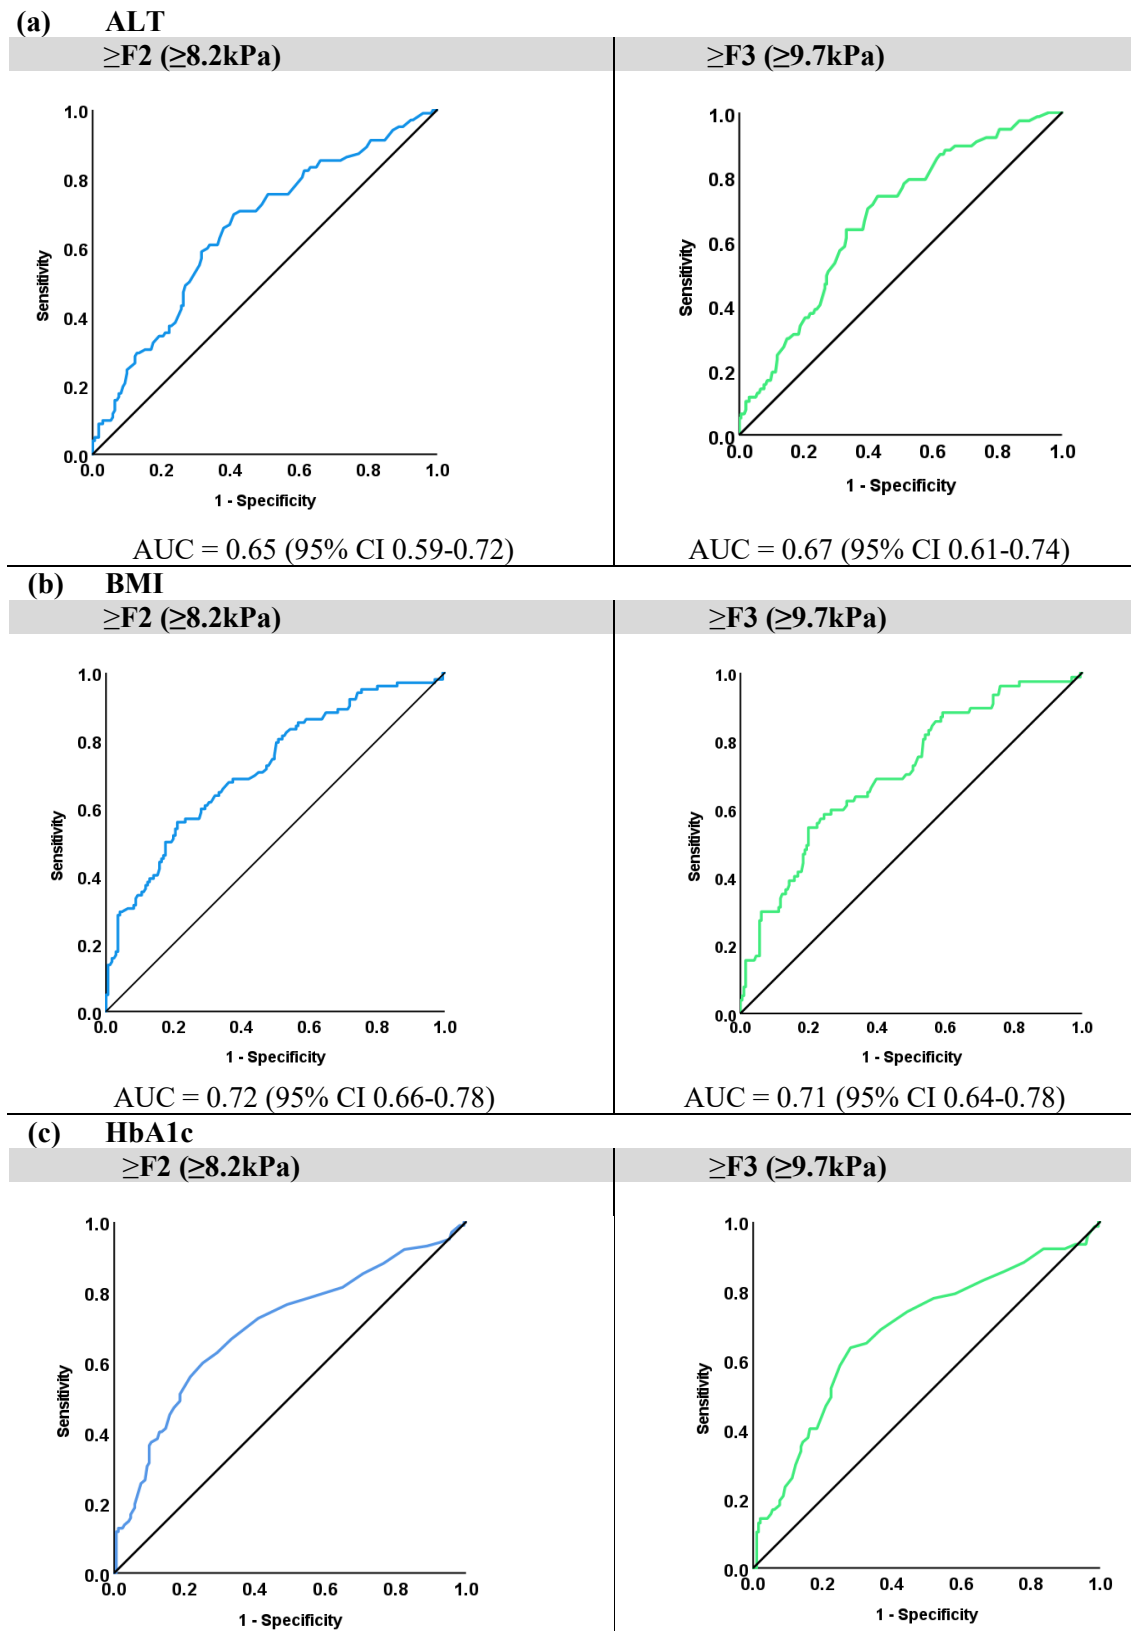 (a) ALT
≥F2 (≥8.2kPa) ≥F3 (≥9.7kPa)
1.0
0.8
0.6
0.4
0.2
0.0
Sensitivity
0.0 0.2 0.4 0.6 0.8 1.0
1 - Specificity
AUC = 0.65 (95% CI 0.59-0.72)
1.0
0.8
0.6
0.4
0.2
0.0
Sensitivity
0.0 0.2 0.4 0.6 0.8 1.0
1 - Specificity
AUC = 0.67 (95% CI 0.61-0.74)
(b) BMI
≥F2 (≥8.2kPa) ≥F3 (≥9.7kPa)
1.0
0.8
0.6
0.4
0.2
0.0
Sensitivity
0.0 0.2 0.4 0.6 0.8 1.0
1 - Specificity
AUC = 0.72 (95% CI 0.66-0.78)
1.0
0.8
0.6
0.4
0.2
0.0
Sensitivity
0.0 0.2 0.4 0.6 0.8 1.0
1 - Specificity
AUC = 0.71 (95% CI 0.64-0.78)
(c) HbA1c
≥F2 (≥8.2kPa) ≥F3 (≥9.7kPa)
1.0
0.8
0.6
0.4
0.2
0.0
Sensitivity
0.0 0.2 0.4 0.6 0.8 1.0
1 - Specificity
1.0
0.8
0.6
0.4
0.2
0.0
Sensitivity
0.0 0.2 0.4 0.6 0.8 1.0
1 - Specificity